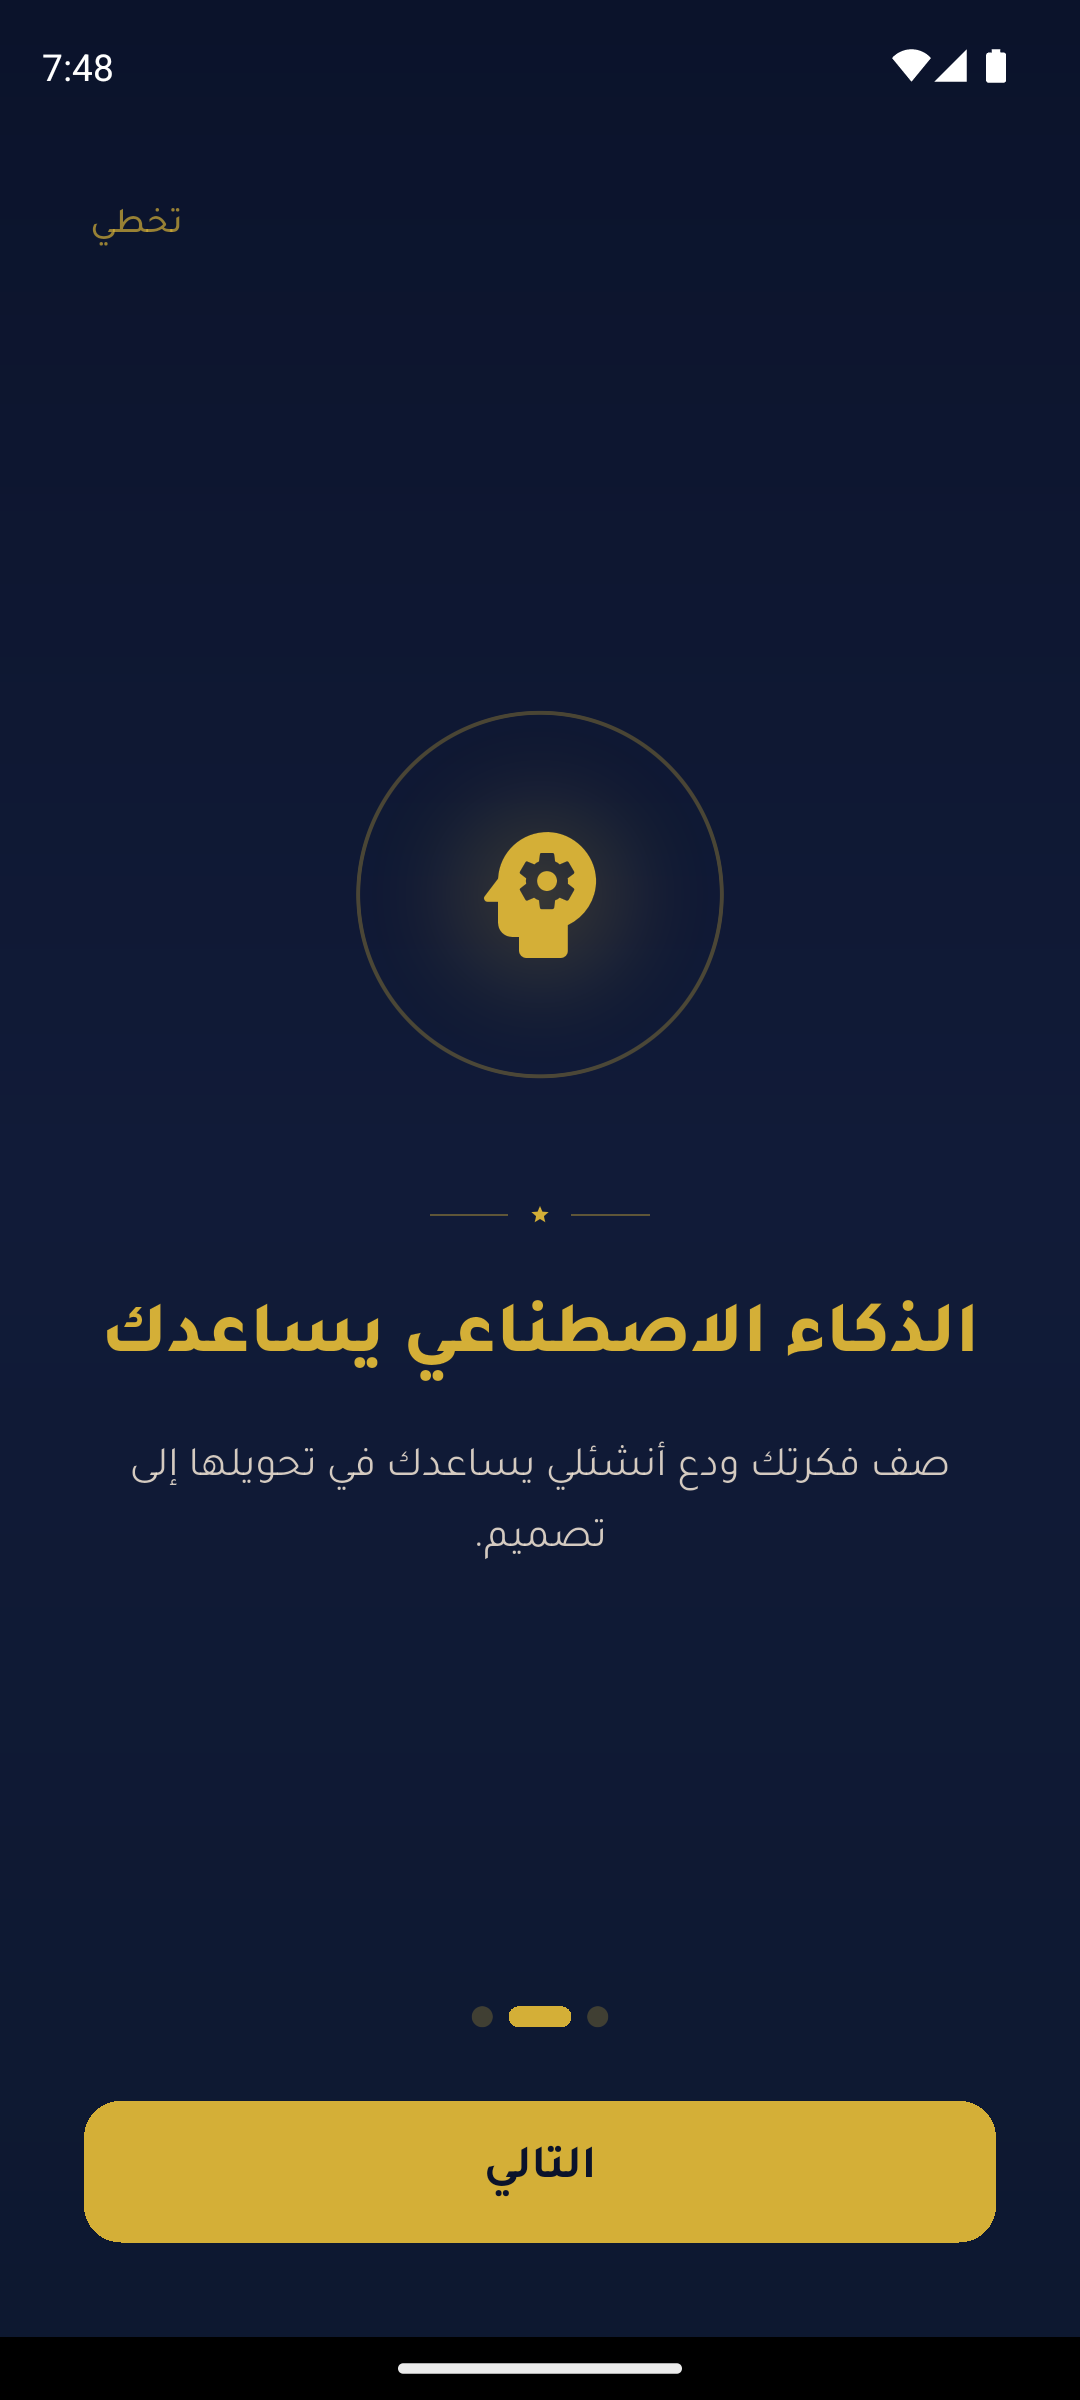 7:48
تخطي
الذكاء الاصطناعي يساعدك
صف فكرتك ودع أنشئلي يساعدك في تحويلها إلى
تصميم.
التالي